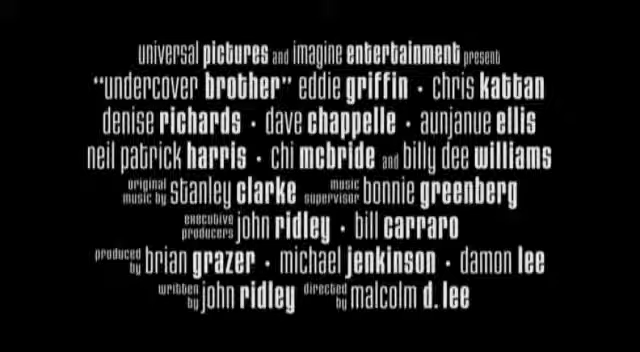 universal pictures and imagine entertainment present
“undercover brother” eddie griffin · chris kattan
denise richards · dave chappelle · aunjanue ellis
neil patrick harris · chi mcbride and billy dee williams
original music by stanley clarke music supervisor bonnie greenberg
executive producers john ridley · bill carraro
produced by brian grazer · michael jenkinson · damon lee
written by john ridley directed by malcolm d. lee